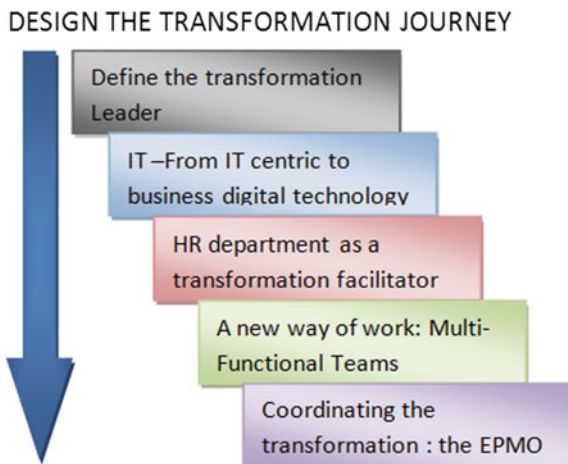 DESIGN THE TRANSFORMATION JOURNEY
Define the transformation
Leader
IT –From IT centric to
business digital technology
HR department as a
transformation facilitator
A new way of work: Multi-
Functional Teams
Coordinating the
transformation : the EPMO